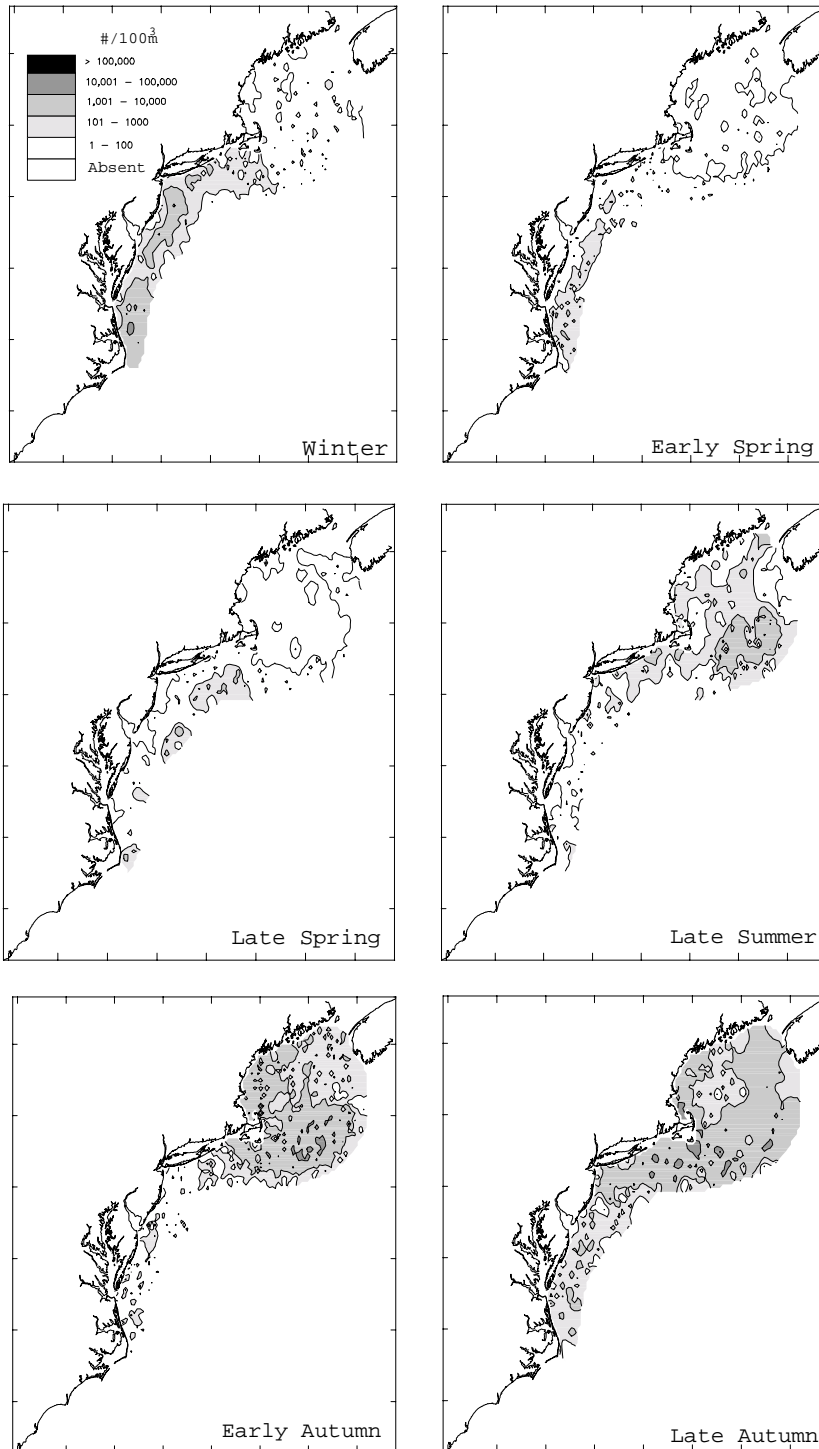 #/100m³
> 100,000
10,001 – 100,000
1,001 – 10,000
101 – 1000
1 – 100
Absent
Winter
Early Spring
Late Spring
Late Summer
Early Autumn
Late Autumn